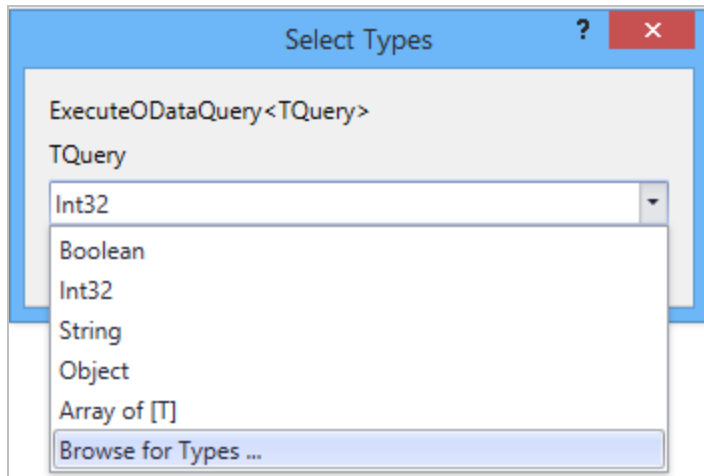 Select Types
?
ExecuteODataQuery<TQuery>
TQuery
Int32
Boolean
Int32
String
Object
Array of [T]
Browse for Types ...